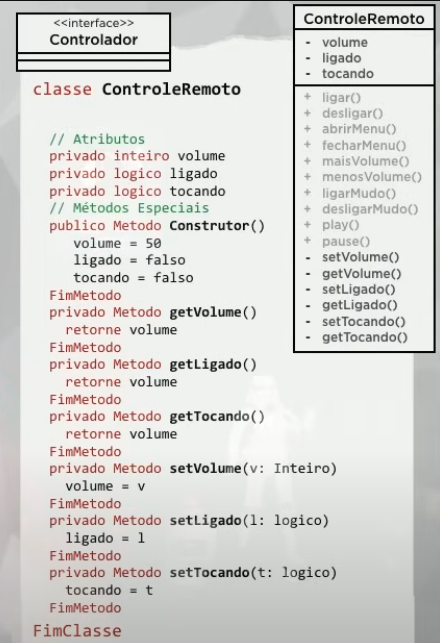 <<interface>>
Controlador
classe ControleRemoto
// Atributos
privado inteiro volume
privado logico ligado
privado logico tocando
// Métodos Especiais
publico Metodo Construtor()
volume = 50
ligado = falso
tocando = falso
FimMetodo
privado Metodo getVolume()
retorne volume
FimMetodo
privado Metodo getLigado()
retorne volume
FimMetodo
privado Metodo getTocando()
retorne volume
FimMetodo
privado Metodo setVolume(v: Inteiro)
volume = v
FimMetodo
privado Metodo setLigado(l: logico)
ligado = l
FimMetodo
privado Metodo setTocando(t: logico)
tocando = t
FimMetodo
FimClasse
ControleRemoto
- volume
- ligado
- tocando
+ ligar()
+ desligar()
+ abrirMenu()
+ fecharMenu()
+ maisVolume()
+ menosVolume()
+ ligarMudo()
+ desligarMudo()
+ play()
+ pause()
- setVolume()
- getVolume()
- setLigado()
- getLigado()
- setTocando()
- getTocando()